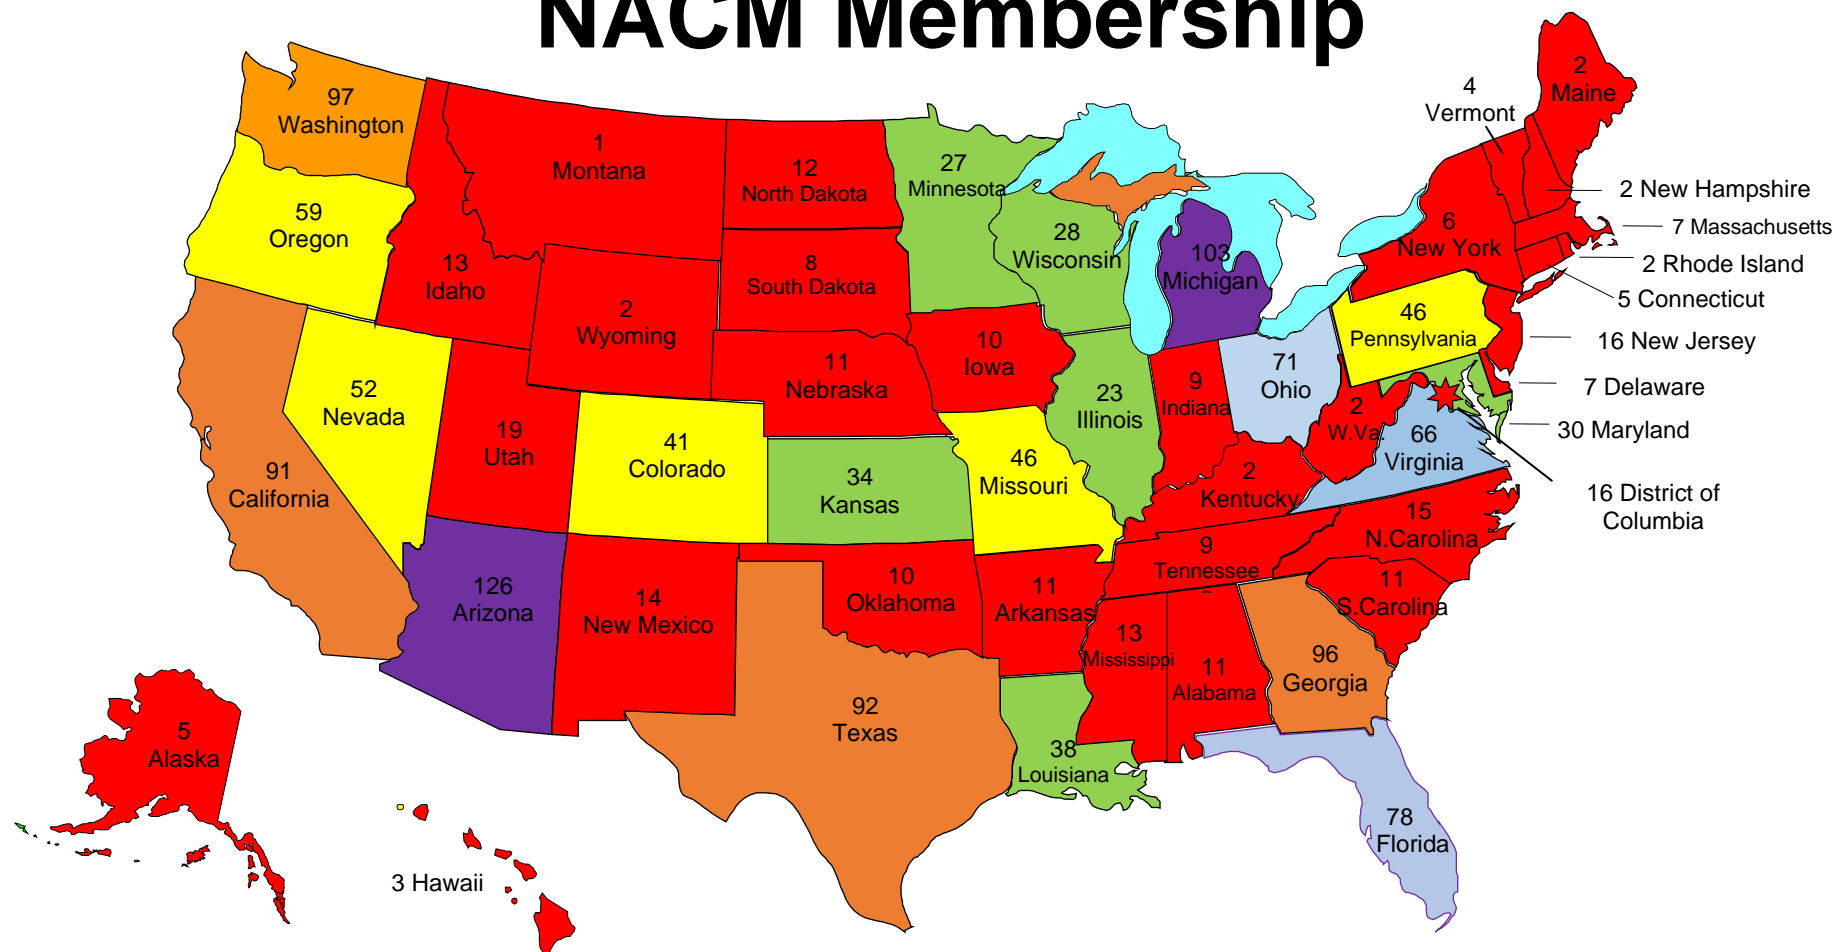 NACM Membership
97
Washington
59
Oregon
91
California
52
Nevada
13
Idaho
1
Montana
2
Wyoming
19
Utah
41
Colorado
126
Arizona
14
New Mexico
12
North Dakota
8
South Dakota
11
Nebraska
34
Kansas
10
Oklahoma
92
Texas
27
Minnesota
10
Iowa
46
Missouri
11
Arkansas
38
Louisiana
28
Wisconsin
23
Illinois
103
Michigan
9
Indiana
71
Ohio
2
Kentucky
9
Tennessee
13
Mississippi
11
Alabama
96
Georgia
78
Florida
11
S.Carolina
15
N.Carolina
66
Virginia
2
W.Va.
46
Pennsylvania
6
New York
4
Vermont
2
Maine
2 New Hampshire
7 Massachusetts
2 Rhode Island
5 Connecticut
16 New Jersey
7 Delaware
30 Maryland
16 District of
Columbia
5
Alaska
3 Hawaii